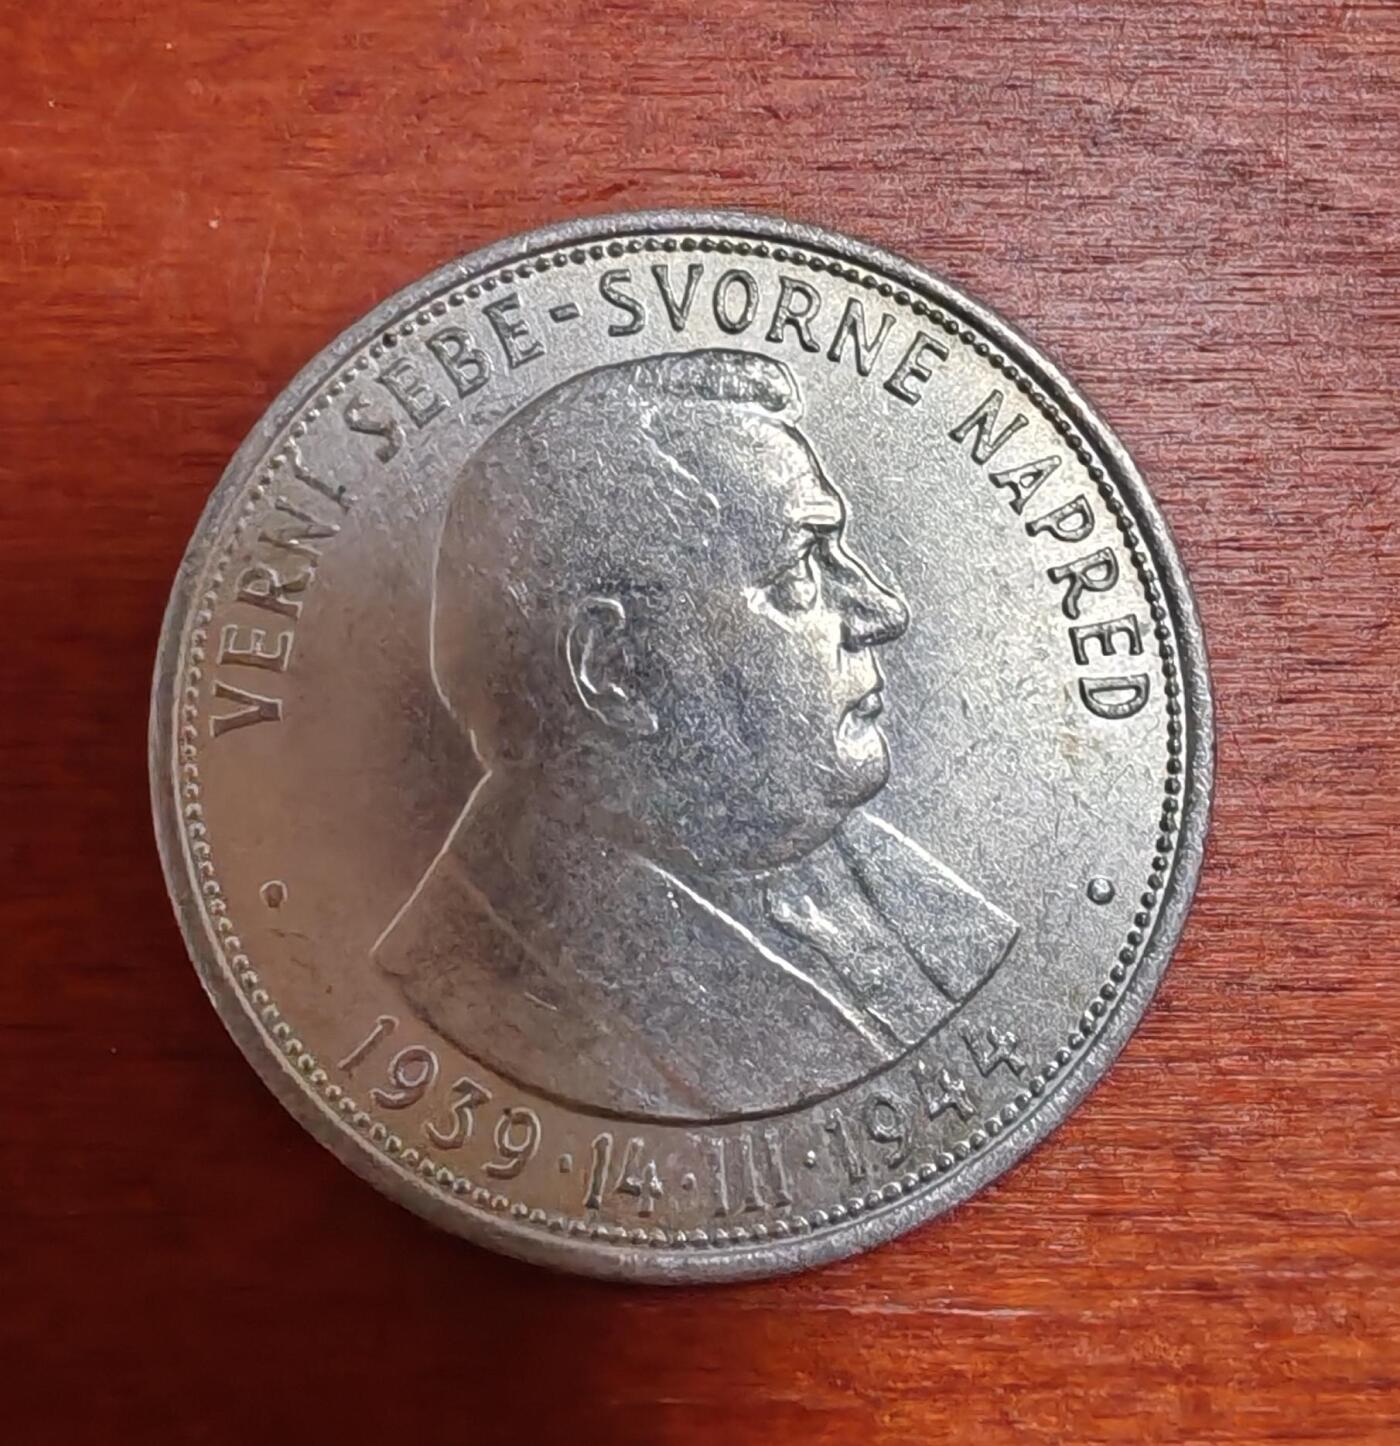 VERNÍ SEBE - SVORNE NAPRED
1939 · 14 · III · 1944